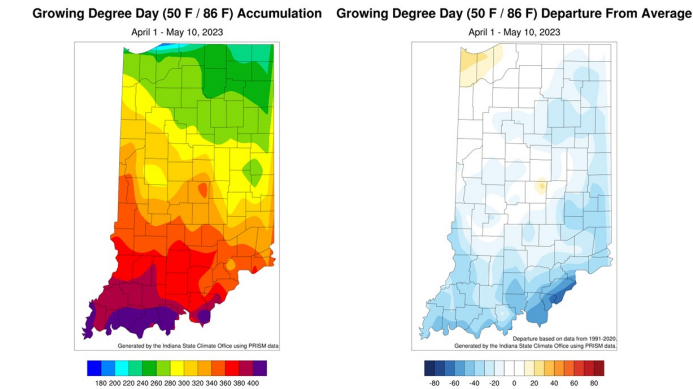 Growing Degree Day (50 F / 86 F) Accumulation
April 1 - May 10, 2023
Generated by the Indiana State Climate Office using PRISM data.
180 200 220 240 260 280 300 320 340 360 380 400
Growing Degree Day (50 F / 86 F) Departure From Average
April 1 - May 10, 2023
Departure based on data from 1991-2020.
Generated by the Indiana State Climate Office using PRISM data.
-80 -60 -40 -20 0 20 40 60 80